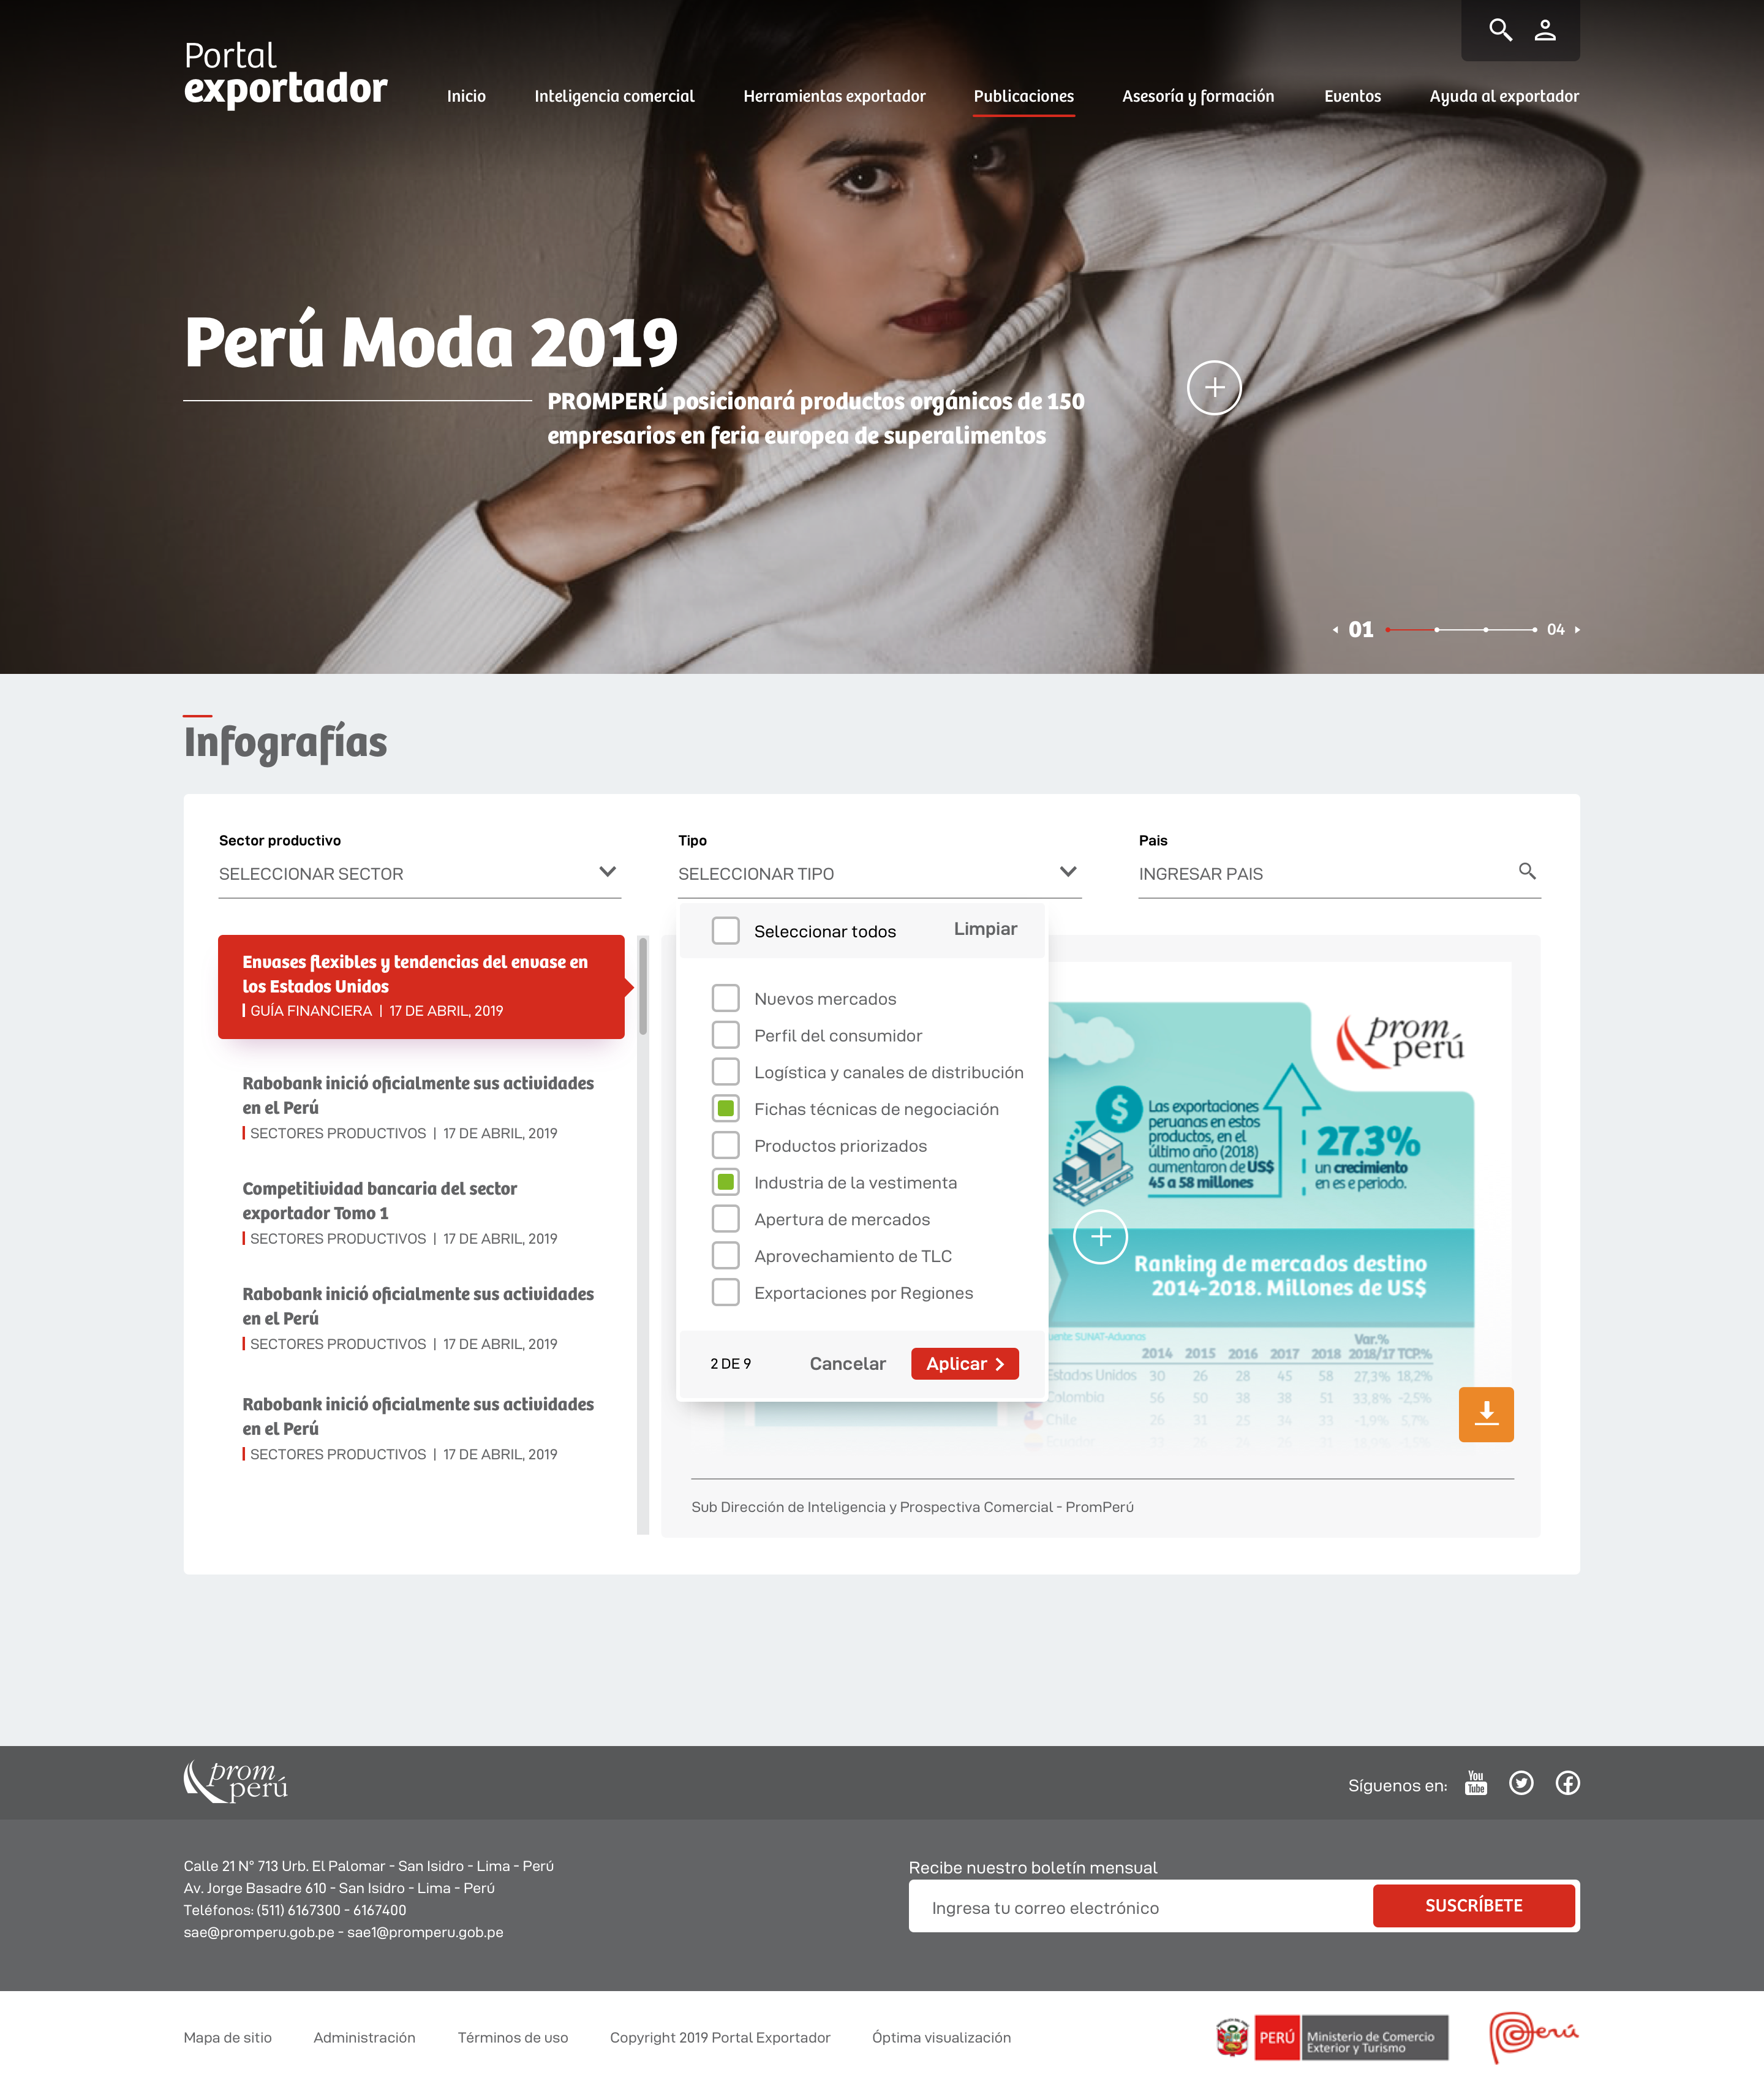 Portal
exportador
Inicio
Inteligencia comercial
Herramientas exportador
Publicaciones
Asesoría y formación
Eventos
Ayuda al exportador
Perú Moda 2019
PROMPERÚ posicionará productos orgánicos de 150
empresarios en feria europea de superalimentos
01
04
Infografías
Sector productivo
SELECCIONAR SECTOR
Tipo
SELECCIONAR TIPO
Pais
INGRESAR PAIS
Envases flexibles y tendencias del envase en
los Estados Unidos
GUÍA FINANCIERA | 17 DE ABRIL, 2019
Rabobank inició oficialmente sus actividades
en el Perú
SECTORES PRODUCTIVOS | 17 DE ABRIL, 2019
Competitividad bancaria del sector
exportador Tomo 1
SECTORES PRODUCTIVOS | 17 DE ABRIL, 2019
Rabobank inició oficialmente sus actividades
en el Perú
SECTORES PRODUCTIVOS | 17 DE ABRIL, 2019
Rabobank inició oficialmente sus actividades
en el Perú
SECTORES PRODUCTIVOS | 17 DE ABRIL, 2019
Seleccionar todos
Limpiar
Nuevos mercados
Perfil del consumidor
Logística y canales de distribución
Fichas técnicas de negociación
Productos priorizados
Industria de la vestimenta
Apertura de mercados
Aprovechamiento de TLC
Exportaciones por Regiones
2 DE 9
Cancelar
Aplicar
prom
perú
$
Las exportaciones
peruanas en estos
productos, en el
último año (2018)
aumentaron de US$
45 a 58 millones
27.3%
un crecimiento
en es e periodo.
Ranking de mercados destino
2014-2018. Millones de US$
SUNAT-Aduanas
Var.%
2014 2015 2016 2017 2018 2018/17 TCP.%
Estados Unidos 30 26 28 45 58 27,3% 18,2%
Colombia 56 50 38 38 51 33,8% -2,5%
Chile 26 31 25 34 33 -1,9% 5,7%
Ecuador
Sub Dirección de Inteligencia y Prospectiva Comercial - PromPerú
prom
perú
Síguenos en:
You
Tube
Calle 21 N° 713 Urb. El Palomar - San Isidro - Lima - Perú
Av. Jorge Basadre 610 - San Isidro - Lima - Perú
Teléfonos: (511) 6167300 - 6167400
sae@promperu.gob.pe - sae1@promperu.gob.pe
Recibe nuestro boletín mensual
Ingresa tu correo electrónico
SUSCRÍBETE
Mapa de sitio
Administración
Términos de uso
Copyright 2019 Portal Exportador
Óptima visualización
PERÚ
Ministerio de Comercio
Exterior y Turismo
Perú